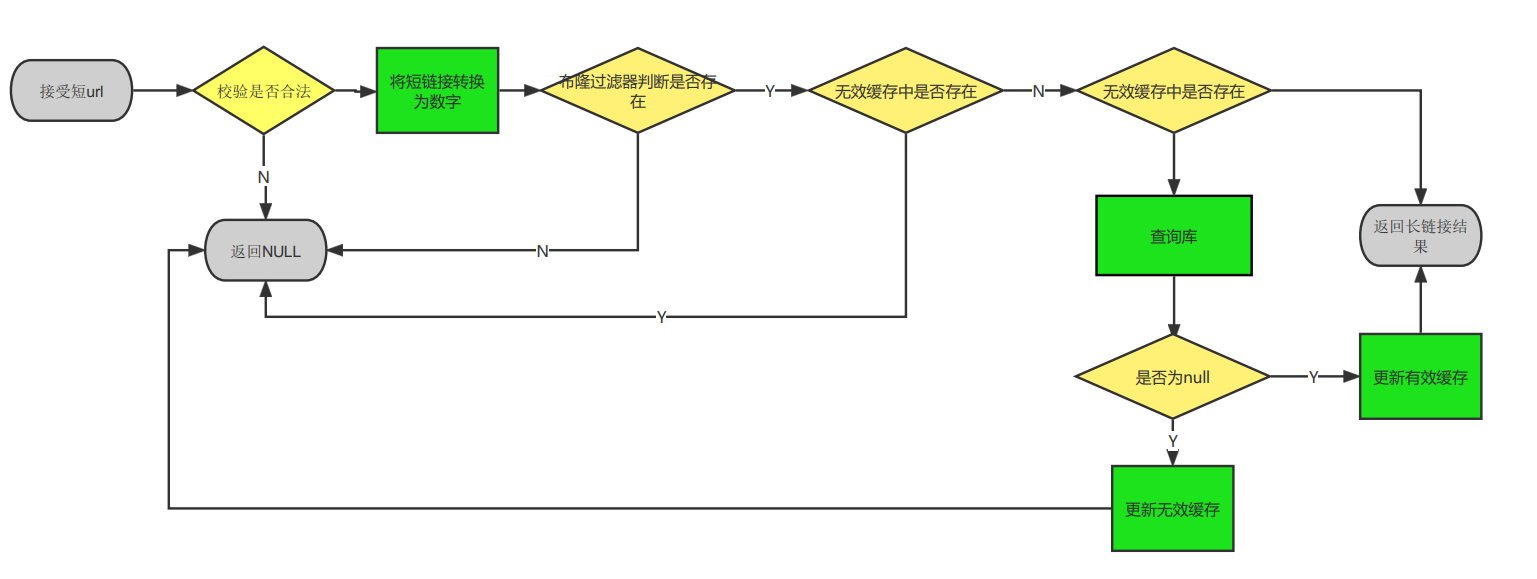 接受短url
校验是否合法
将短链接转换
为数字
布隆过滤器判断是否存
在
Y
无效缓存中是否存在
N
无效缓存中是否存在
N
返回NULL
N
Y
查询库
返回长链接结
果
是否为null
Y
更新有效缓存
Y
更新无效缓存